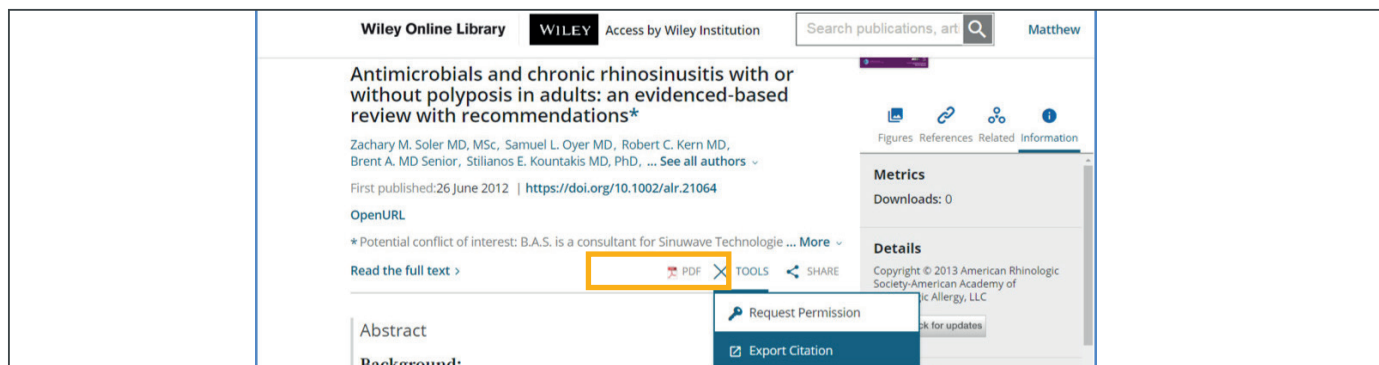 Wiley Online Library WILEY Access by Wiley Institution Search publications, art Matthew
Antimicrobials and chronic rhinosinusitis with or
without polyposis in adults: an evidenced-based
review with recommendations*
Zachary M. Soler MD, MSc, Samuel L. Oyer MD, Robert C. Kern MD,
Brent A. MD Senior, Stilianos E. Kountakis MD, PhD, ... See all authors
First published:26 June 2012 | https://doi.org/10.1002/alr.21064
OpenURL
* Potential conflict of interest: B.A.S. is a consultant for Sinuwave Technologie ... More
Read the full text >
PDF TOOLS SHARE
Request Permission
Export Citation
Abstract
Background:
Figures References Related Information
Metrics
Downloads: 0
Details
Copyright © 2013 American Rhinologic
Society-American Academy of
ic Allergy, LLC
k for updates